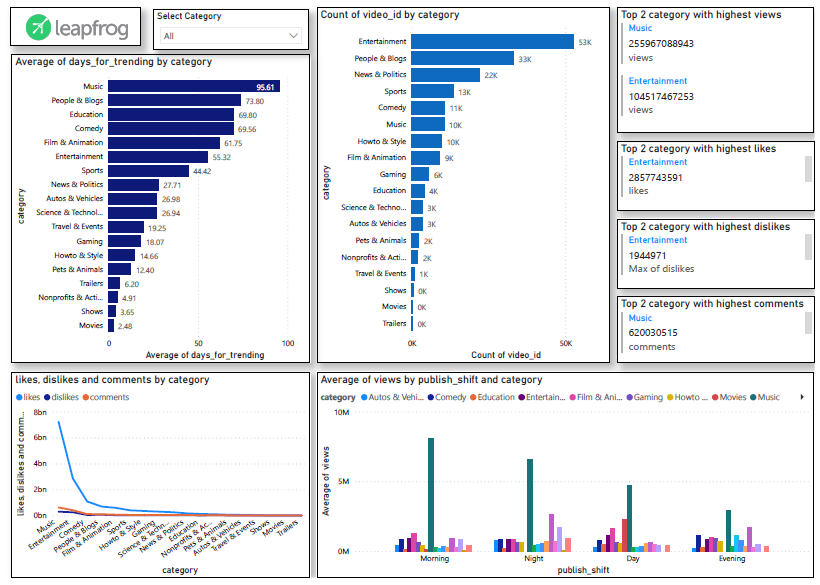 leapfrog
Select Category
All
Average of days_for_trending by category
category
Music 95.61
People & Blogs 73.80
Education 69.80
Comedy 69.56
Film & Animation 61.75
Entertainment 55.32
Sports 44.42
News & Politics 27.71
Autos & Vehicles 26.98
Science & Technol... 26.94
Travel & Events 19.25
Gaming 18.07
Howto & Style 14.66
Pets & Animals 12.40
Trailers 6.20
Nonprofits & Acti... 4.91
Shows 3.65
Movies 2.48
0 50 100
Average of days_for_trending
Count of video_id by category
category
Entertainment 53K
People & Blogs 33K
News & Politics 22K
Sports 13K
Comedy 11K
Music 10K
Howto & Style 10K
Film & Animation 9K
Gaming 6K
Education 4K
Science & Techno... 3K
Autos & Vehicles 3K
Pets & Animals 2K
Nonprofits & Acti... 2K
Travel & Events 1K
Shows 0K
Movies 0K
Trailers 0K
0K 50K
Count of video_id
Top 2 category with highest views
Music
255967088943
views
Entertainment
104517467253
views
Top 2 category with highest likes
Entertainment
2857743591
likes
Top 2 category with highest dislikes
Entertainment
1944971
Max of dislikes
Top 2 category with highest comments
Music
620030515
comments
likes, dislikes and comments by category
likes dislikes comments
likes, dislikes and comm...
8bn
6bn
4bn
2bn
0bn
Music
Entertainment
Comedy
People & Blogs
Film & Animation
Sports
Howto & Style
Gaming
Science & Techn...
News & Politics
Education
Nonprofits & Ac...
Pets & Animals
Autos & Vehicles
Travel & Events
Shows
Movies
Trailers
category
Average of views by publish_shift and category
category Autos & Vehi... Comedy Education Entertain... Film & Ani... Gaming Howto ... Movies Music
Average of views
10M
5M
0M
Morning Night Day Evening
publish_shift